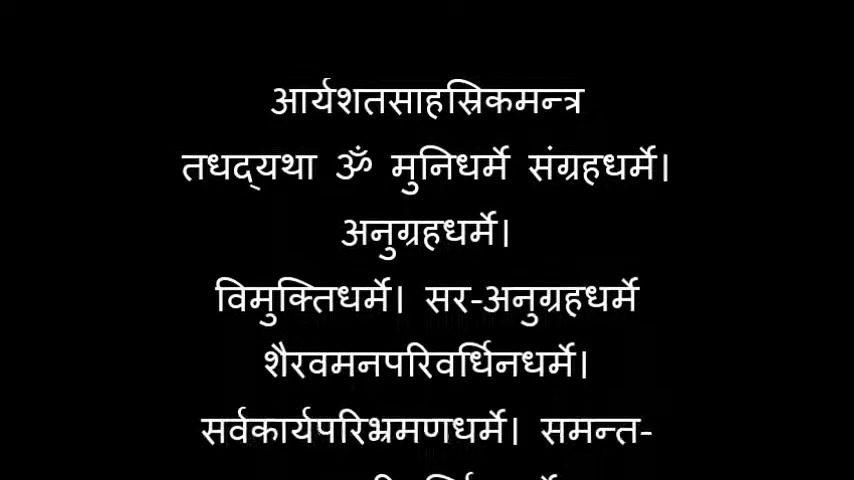 आर्यशतसाहस्रिकमन्त्र
तधद्‌यथा ॐ मुनिधर्मे संग्रहधर्मे।
अनुग्रहधर्मे।
विमुक्तिधर्मे। सर-अनुग्रहधर्मे
शैरवमनपरिवर्धिनधर्मे।
सर्वकार्यपरिभ्रमणधर्मे। समन्त-